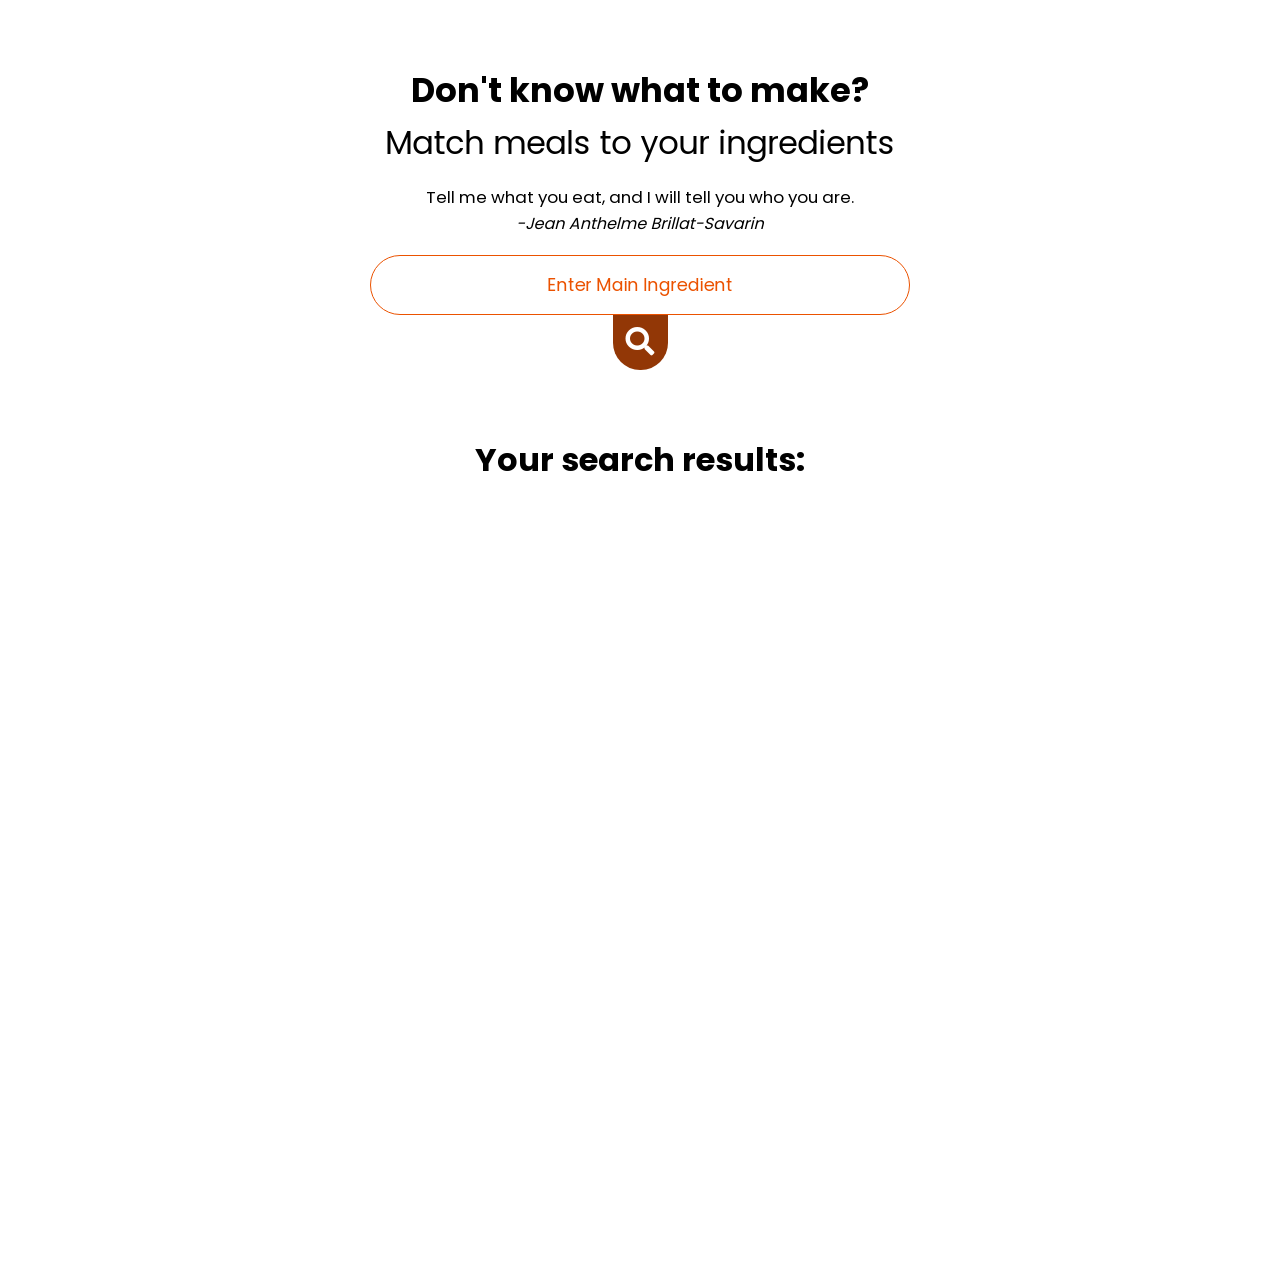 Don't know what to make?
Match meals to your ingredients
Tell me what you eat, and I will tell you who you are.
-Jean Anthelme Brillat-Savarin
Enter Main Ingredient
Your search results: